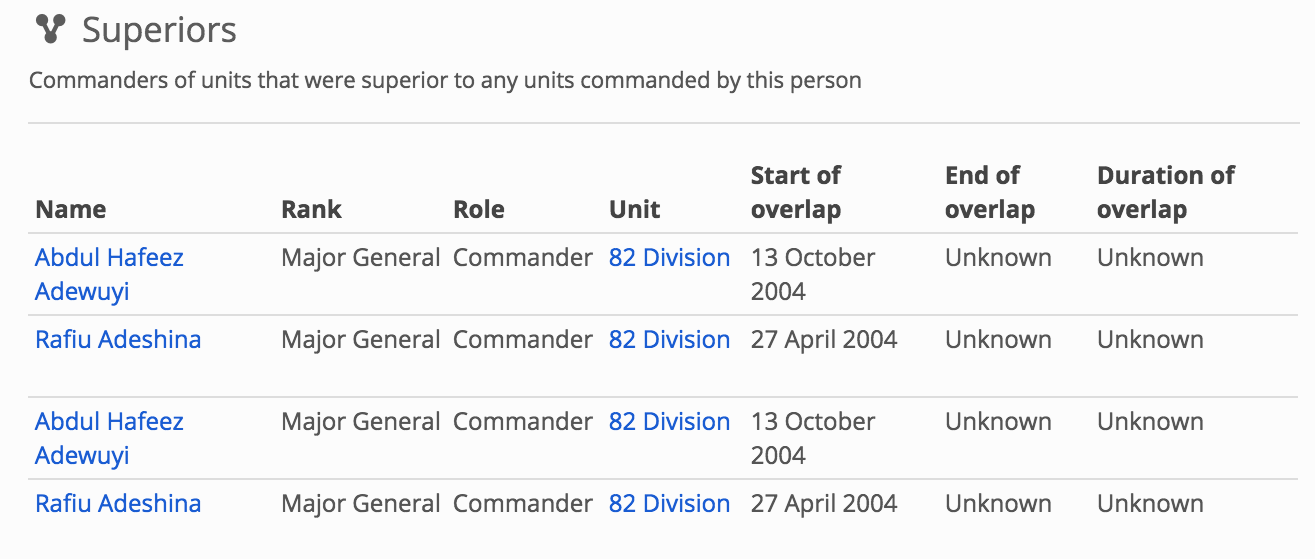 Superiors
Commanders of units that were superior to any units commanded by this person
Start of End of Duration of
Name Rank Role Unit overlap overlap overlap
Abdul Hafeez Major General Commander 82 Division 13 October Unknown Unknown
Adewuyi 2004
Rafiu Adeshina Major General Commander 82 Division 27 April 2004 Unknown Unknown
Abdul Hafeez Major General Commander 82 Division 13 October Unknown Unknown
Adewuyi 2004
Rafiu Adeshina Major General Commander 82 Division 27 April 2004 Unknown Unknown